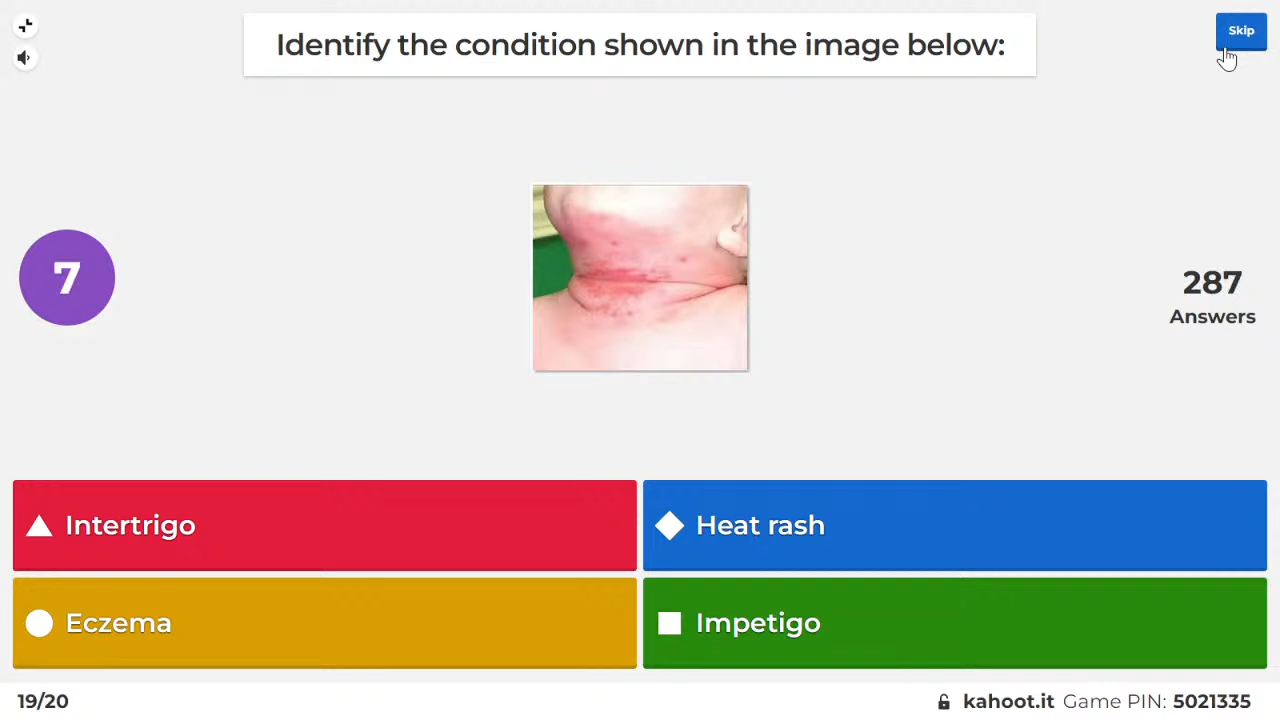 Identify the condition shown in the image below:
Skip
7
287
Answers
Intertrigo
Heat rash
Eczema
Impetigo
19/20
kahoot.it Game PIN: 5021335